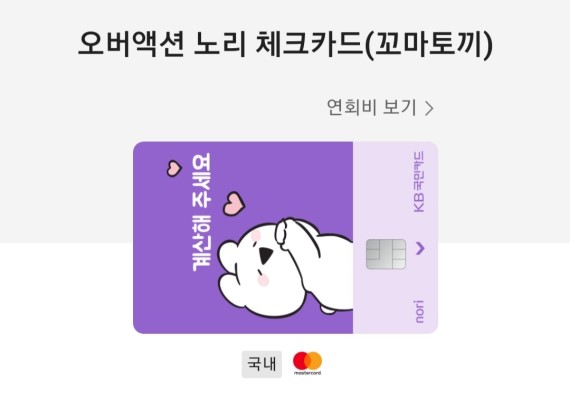 오버액션 노리 체크카드(꼬마토끼)
연회비 보기 >
계산해 주세요
KB국민카드
nori
국내
mastercard